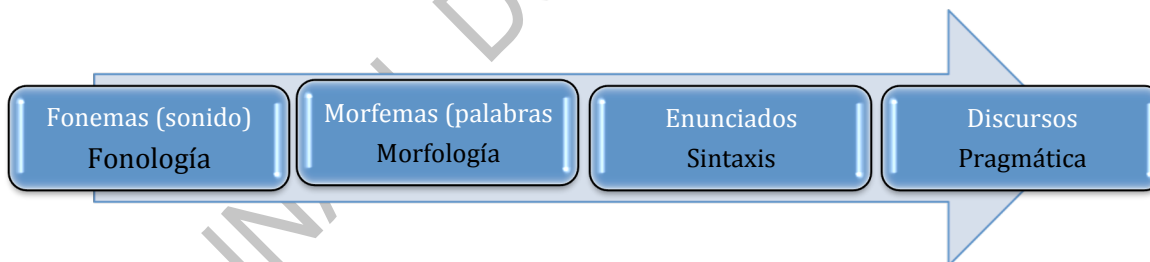 Fonemas (sonido)
Fonología
Morfemas (palabras
Morfología
Enunciados
Sintaxis
Discursos
Pragmática